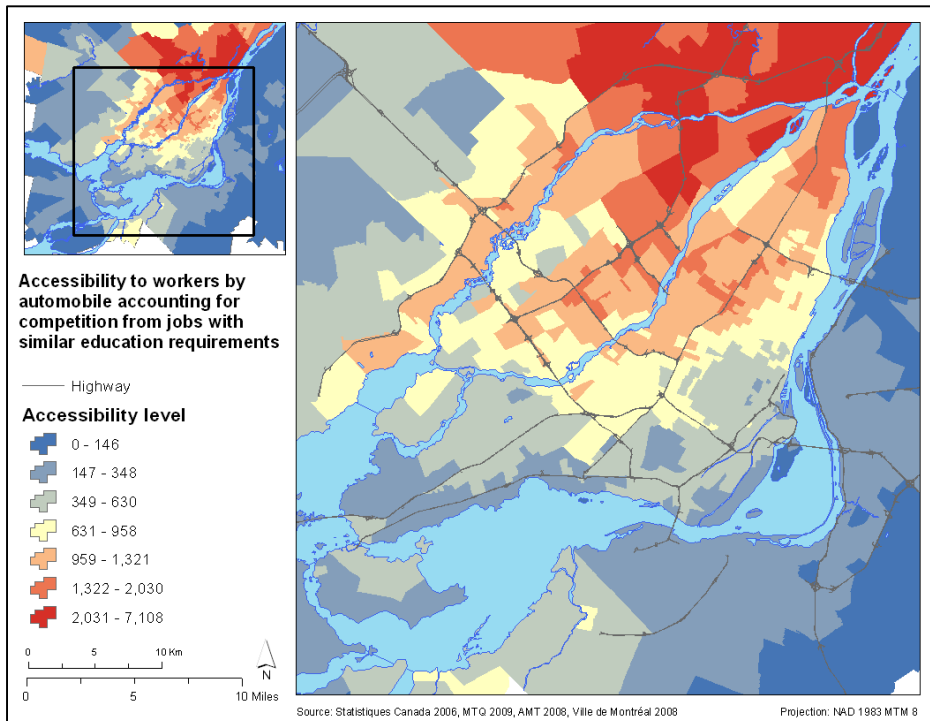 Accessibility to workers by
automobile accounting for
competition from jobs with
similar education requirements
Highway
Accessibility level
0 - 146
147 - 348
349 - 630
631 - 958
959 - 1,321
1,322 - 2,030
2,031 - 7,108
0 5 10 Km
N
0 5 10 Miles
Source: Statistiques Canada 2006, MTQ 2009, AMT 2008, Ville de Montréal 2008
Projection: NAD 1983 MTM 8